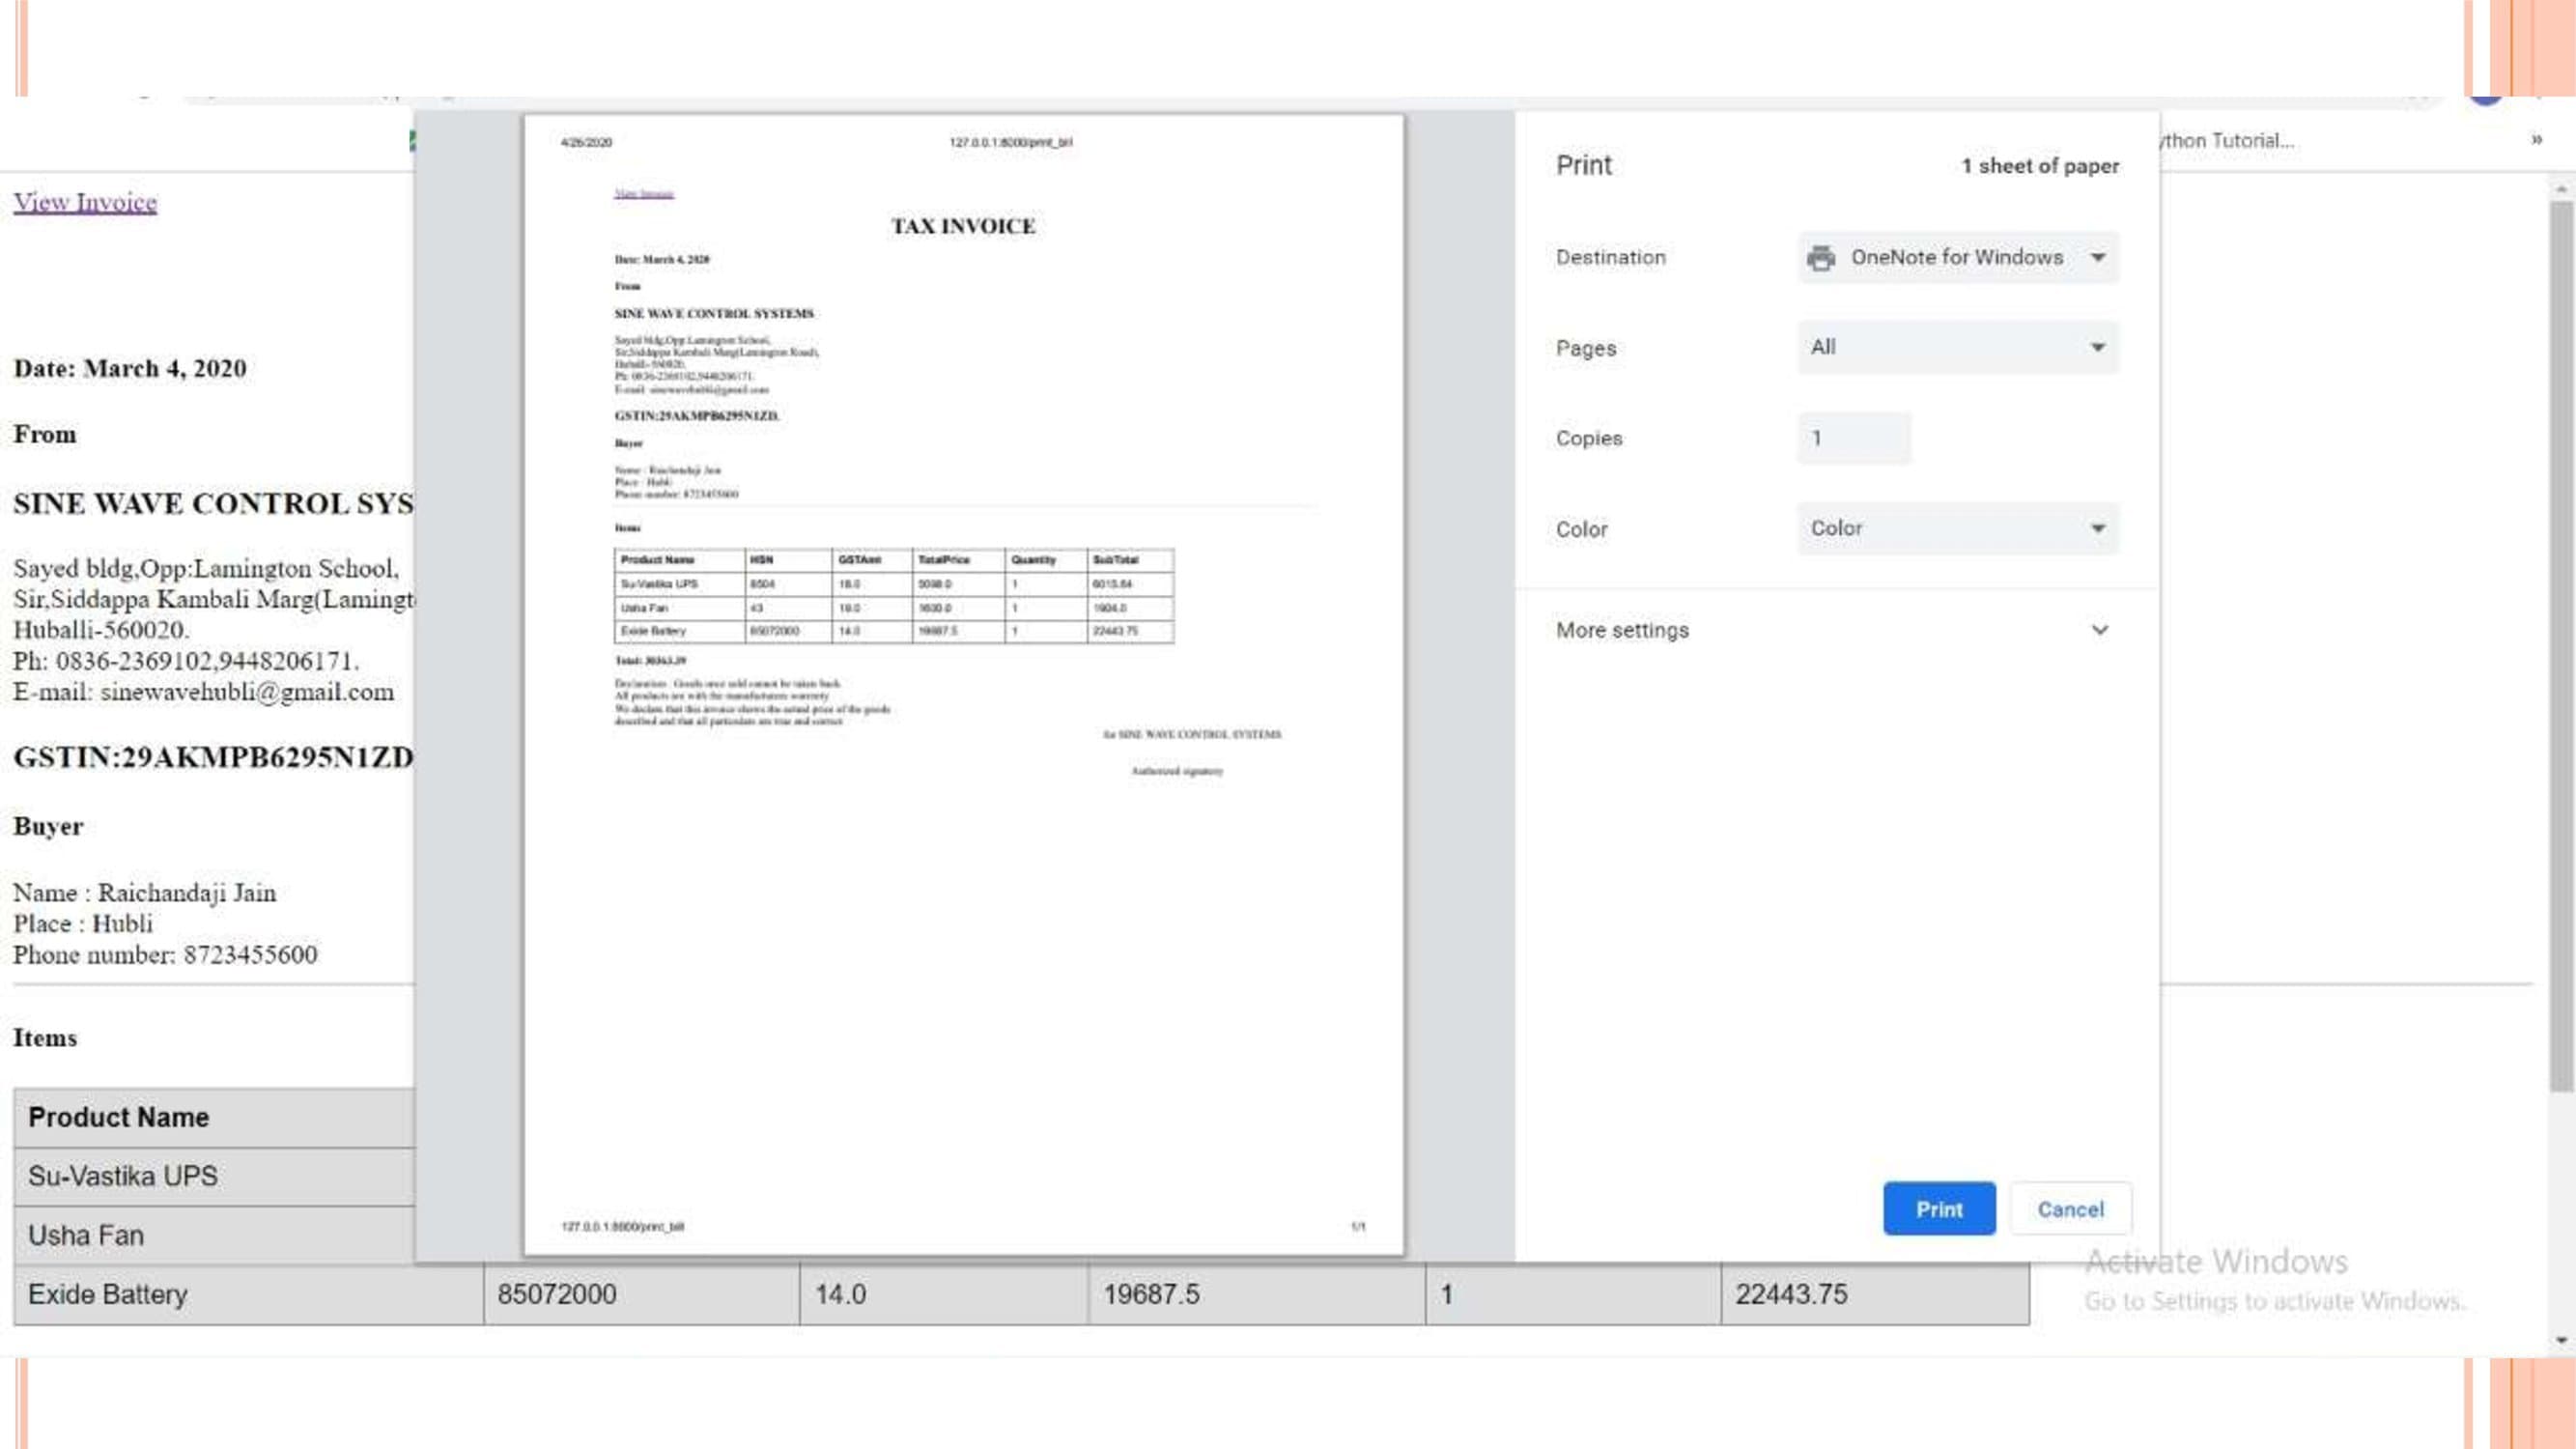 View Invoice
Date: March 4, 2020
From
SINE WAVE CONTROL SYS
Sayed bldg,Opp:Lamington School,
Sir,Siddappa Kambali Marg(Lamingt
Huballi-560020.
Ph: 0836-2369102,9448206171.
E-mail: sinewavehubli@gmail.com
GSTIN:29AKMPB6295N1ZD
Buyer
Name : Raichandaji Jain
Place : Hubli
Phone number: 8723455600
Items
Product Name
Su-Vastika UPS
Usha Fan
Exide Battery 85072000 14.0 19687.5 1 22443.75
4/26/2020 127.0.0.1:8000/print_bill
View Invoice
TAX INVOICE
Date: March 4, 2020
From
SINE WAVE CONTROL SYSTEMS
Sayed bldg,Opp:Lamington School,
Sir,Siddappa Kambali Marg(Lamington Road),
Huballi-560020.
Ph: 0836-2369102,9448206171.
E-mail: sinewavehubli@gmail.com
GSTIN:29AKMPB6295N1ZD.
Buyer
Name : Raichandaji Jain
Place : Hubli
Phone number: 8723455600
Items
Product Name HSN GSTAmt TotalPrice Quantity SubTotal
Su-Vastika UPS 8504 18.0 5098.0 1 6015.64
Usha Fan 43 1600.0 1 1904.0
Exide Battery 85072000 14.0 19687.5 1 22443.75
Total: 30363.39
Declaration : Goods once sold cannot be taken back.
All products are with the manufacturers warrenty
We declare that this invoice shows the actual price of the goods
described and that all particulars are true and correct
for SINE WAVE CONTROL SYSTEMS
Authorized signatory
127.0.0.1:8000/print_bill 1/1
Print 1 sheet of paper
Destination OneNote for Windows
Pages All
Copies 1
Color Color
More settings
Print Cancel
ython Tutorial... »
Activate Windows
Go to Settings to activate Windows.